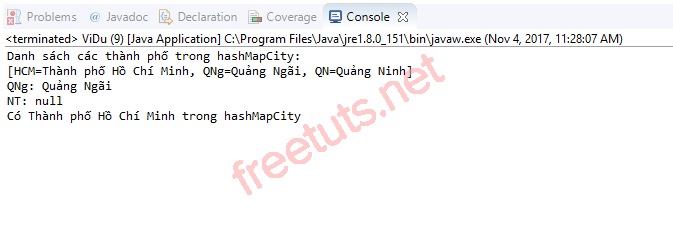 Problems @ Javadoc Declaration Coverage Console
<terminated> ViDu (9) [Java Application] C:\Program Files\Java\jre1.8.0_151\bin\javaw.exe (Nov 4, 2017, 11:28:07 AM)
Danh sách các thành phố trong hashMapCity:
[HCM=Thành phố Hồ Chí Minh, QNg=Quảng Ngãi, QN=Quảng Ninh]
QNg: Quảng Ngãi
NT: null
Có Thành phố Hồ Chí Minh trong hashMapCity
freetuts.net